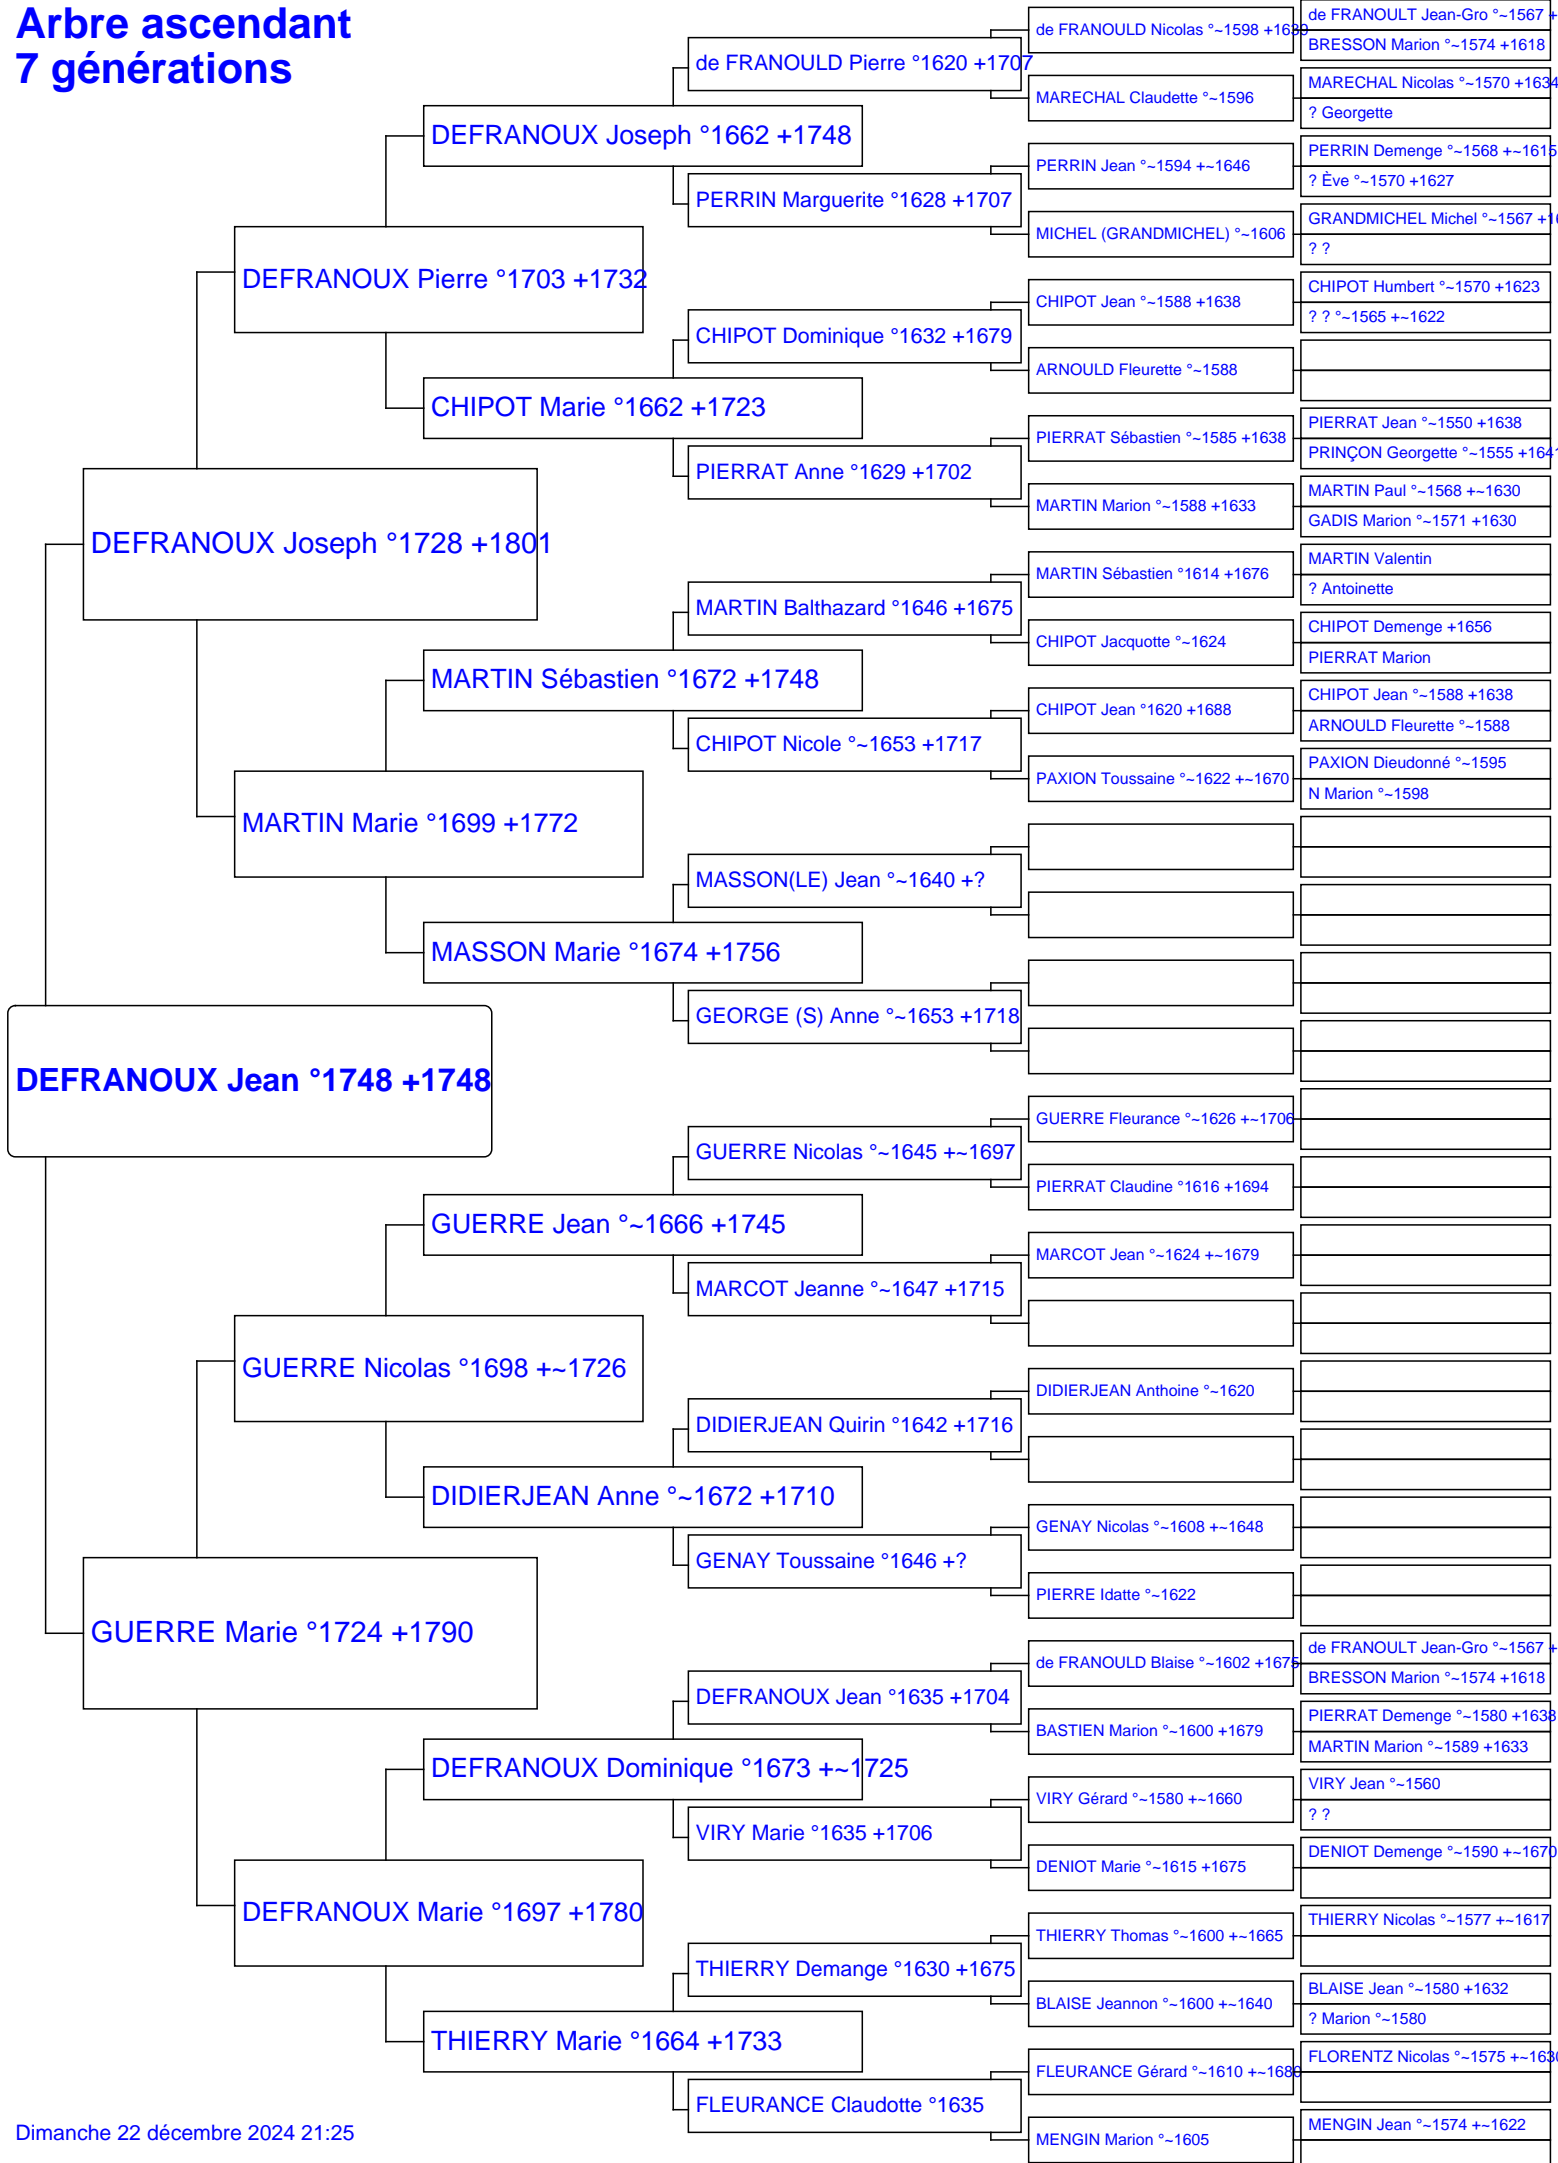 Arbre ascendant
7 générations
DEFRANOUX Jean °1748 +1748
DEFRANOUX Joseph °1728 +1801
GUERRE Marie °1724 +1790
DEFRANOUX Pierre °1703 +1732
MARTIN Marie °1699 +1772
GUERRE Nicolas °1698 +~1726
DEFRANOUX Marie °1697 +1780
DEFRANOUX Joseph °1662 +1748
CHIPOT Marie °1662 +1723
MARTIN Sébastien °1672 +1748
MASSON Marie °1674 +1756
GUERRE Jean °~1666 +1745
DIDIERJEAN Anne °~1672 +1710
DEFRANOUX Dominique °1673 +~1725
THIERRY Marie °1664 +1733
de FRANOULD Pierre °1620 +1707
PERRIN Marguerite °1628 +1707
CHIPOT Dominique °1632 +1679
PIERRAT Anne °1629 +1702
MARTIN Balthazard °1646 +1675
CHIPOT Nicole °~1653 +1717
MASSON(LE) Jean °~1640 +?
GEORGE (S) Anne °~1653 +1718
GUERRE Nicolas °~1645 +~1697
MARCOT Jeanne °~1647 +1715
DIDIERJEAN Quirin °1642 +1716
GENAY Toussaine °1646 +?
DEFRANOUX Jean °1635 +1704
VIRY Marie °1635 +1706
THIERRY Demange °1630 +1675
FLEURANCE Claudotte °1635
de FRANOULD Nicolas °~1598 +1639
MARECHAL Claudette °~1596
PERRIN Jean °~1594 +~1646
MICHEL (GRANDMICHEL) °~1606
CHIPOT Jean °~1588 +1638
ARNOULD Fleurette °~1588
PIERRAT Sébastien °~1585 +1638
MARTIN Marion °~1588 +1633
MARTIN Sébastien °1614 +1676
CHIPOT Jacquotte °~1624
CHIPOT Jean °1620 +1688
PAXION Toussaine °~1622 +~1670
GUERRE Fleurance °~1626 +~1706
PIERRAT Claudine °1616 +1694
MARCOT Jean °~1624 +~1679
DIDIERJEAN Anthoine °~1620
GENAY Nicolas °~1608 +~1648
PIERRE Idatte °~1622
de FRANOULD Blaise °~1602 +1675
BASTIEN Marion °~1600 +1679
VIRY Gérard °~1580 +~1660
DENIOT Marie °~1615 +1675
THIERRY Thomas °~1600 +~1665
BLAISE Jeannon °~1600 +~1640
FLEURANCE Gérard °~1610 +~1680
MENGIN Marion °~1605
de FRANOULT Jean-Gro °~1567 +
BRESSON Marion °~1574 +1618
MARECHAL Nicolas °~1570 +1634
? Georgette
PERRIN Demenge °~1568 +~1615
? Ève °~1570 +1627
GRANDMICHEL Michel °~1567 +1
? ?
CHIPOT Humbert °~1570 +1623
? ? °~1565 +~1622
PIERRAT Jean °~1550 +1638
PRINÇON Georgette °~1555 +1641
MARTIN Paul °~1568 +~1630
GADIS Marion °~1571 +1630
MARTIN Valentin
? Antoinette
CHIPOT Demenge +1656
PIERRAT Marion
CHIPOT Jean °~1588 +1638
ARNOULD Fleurette °~1588
PAXION Dieudonné °~1595
N Marion °~1598
de FRANOULT Jean-Gro °~1567 +
BRESSON Marion °~1574 +1618
PIERRAT Demenge °~1580 +1638
MARTIN Marion °~1589 +1633
VIRY Jean °~1560
? ?
DENIOT Demenge °~1590 +~1670
THIERRY Nicolas °~1577 +~1617
BLAISE Jean °~1580 +1632
? Marion °~1580
FLORENTZ Nicolas °~1575 +~1630
MENGIN Jean °~1574 +~1622
Dimanche 22 décembre 2024 21:25